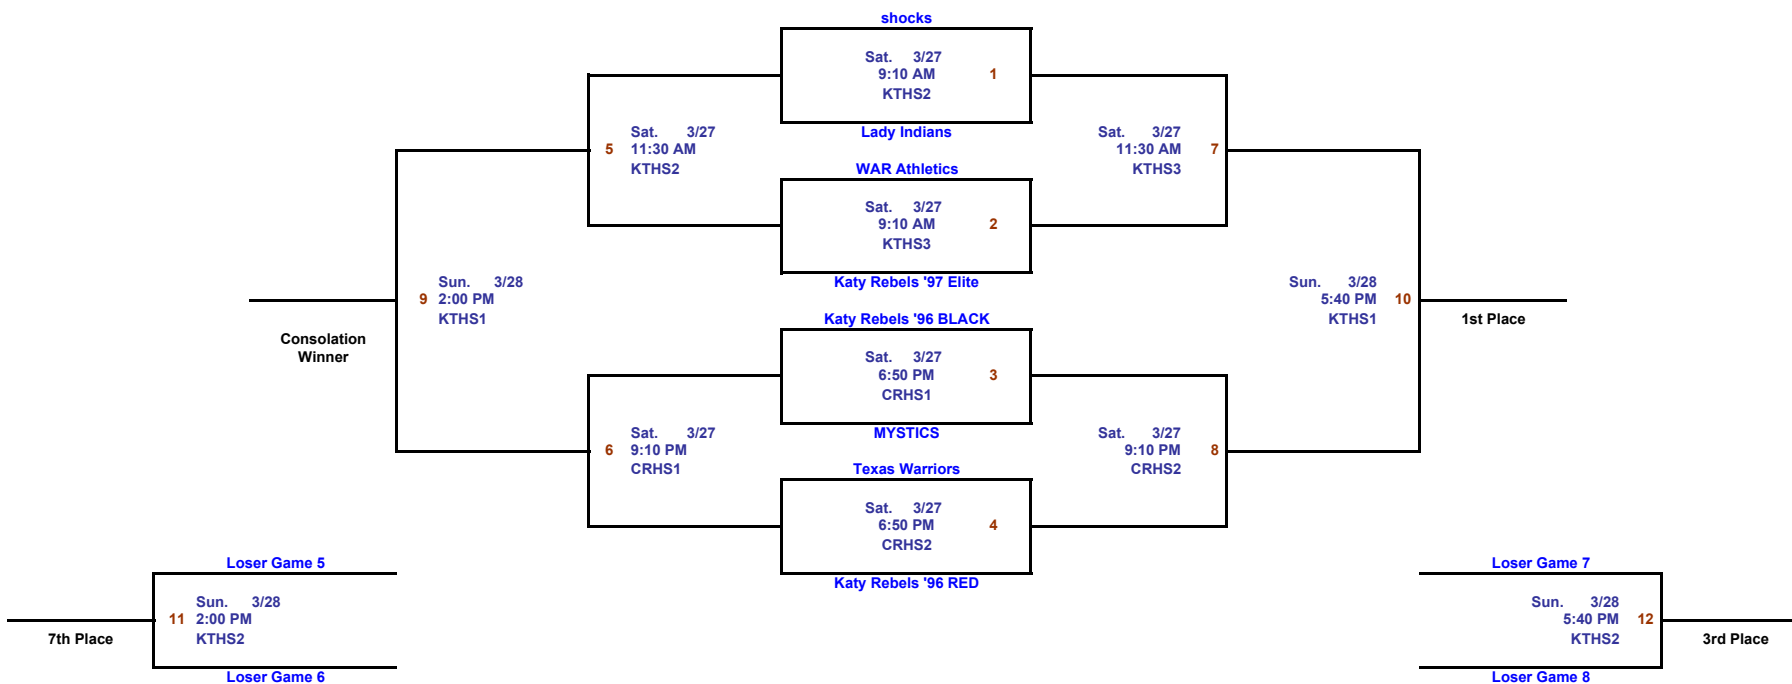 shocks
Sat. 3/27
9:10 AM 1
KTHS2
Lady Indians
Sat. 3/27
5 11:30 AM
KTHS2
Sat. 3/27
11:30 AM 7
KTHS3
WAR Athletics
Sat. 3/27
9:10 AM 2
KTHS3
Katy Rebels '97 Elite
Sun. 3/28
9 2:00 PM
KTHS1
Consolation
Winner
Sun. 3/28
5:40 PM 10
KTHS1
1st Place
Katy Rebels '96 BLACK
Sat. 3/27
6:50 PM 3
CRHS1
MYSTICS
Sat. 3/27
6 9:10 PM
CRHS1
Sat. 3/27
9:10 PM 8
CRHS2
Texas Warriors
Sat. 3/27
6:50 PM 4
CRHS2
Katy Rebels '96 RED
Loser Game 5
Sun. 3/28
11 2:00 PM
KTHS2
7th Place
Loser Game 6
Loser Game 7
Sun. 3/28
5:40 PM 12
KTHS2
3rd Place
Loser Game 8